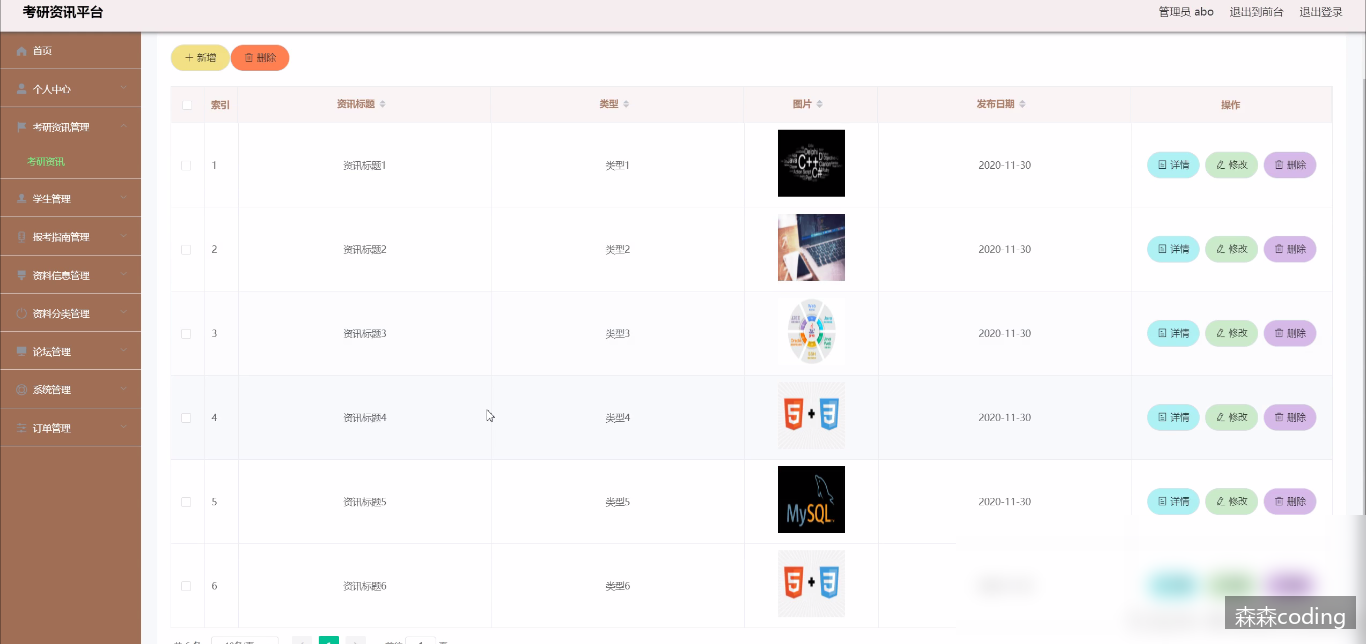 考研资讯平台
管理员 abo 退出到前台 退出登录
首页
个人中心
考研资讯管理
考研资讯
学生管理
报考指南管理
资料信息管理
资料分类管理
论坛管理
系统管理
订单管理
新增 删除
索引 资讯标题 类型 图片 发布日期 操作
1 资讯标题1 类型1 2020-11-30 详情 修改 删除
C++
C#
2 资讯标题2 类型2 2020-11-30 详情 修改 删除
3 资讯标题3 类型3 2020-11-30 详情 修改 删除
4 资讯标题4 类型4 5 + 3 2020-11-30 详情 修改 删除
5 资讯标题5 类型5 MySQL 2020-11-30 详情 修改 删除
6 资讯标题6 类型6 5 + 3
森森coding